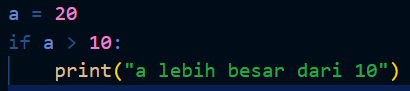 a = 20
if a > 10:
    print("a lebih besar dari 10")